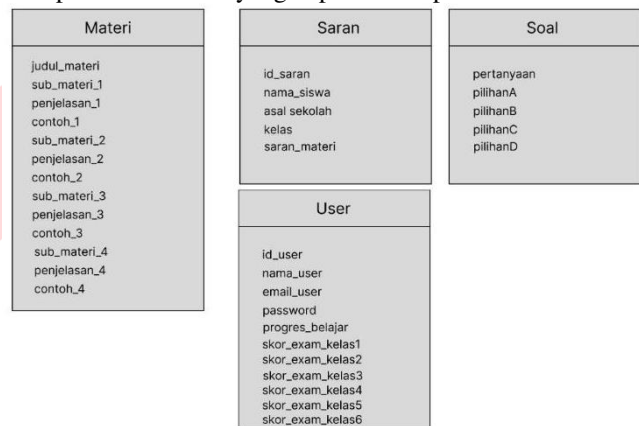 Materi
judul_materi
sub_materi_1
penjelasan_1
contoh_1
sub_materi_2
penjelasan_2
contoh_2
sub_materi_3
penjelasan_3
contoh_3
sub_materi_4
penjelasan_4
contoh_4
Saran
id_saran
nama_siswa
asal sekolah
kelas
saran_materi
Soal
pertanyaan
pilihanA
pilihanB
pilihanC
pilihanD
User
id_user
nama_user
email_user
password
progres_belajar
skor_exam_kelas1
skor_exam_kelas2
skor_exam_kelas3
skor_exam_kelas4
skor_exam_kelas5
skor_exam_kelas6